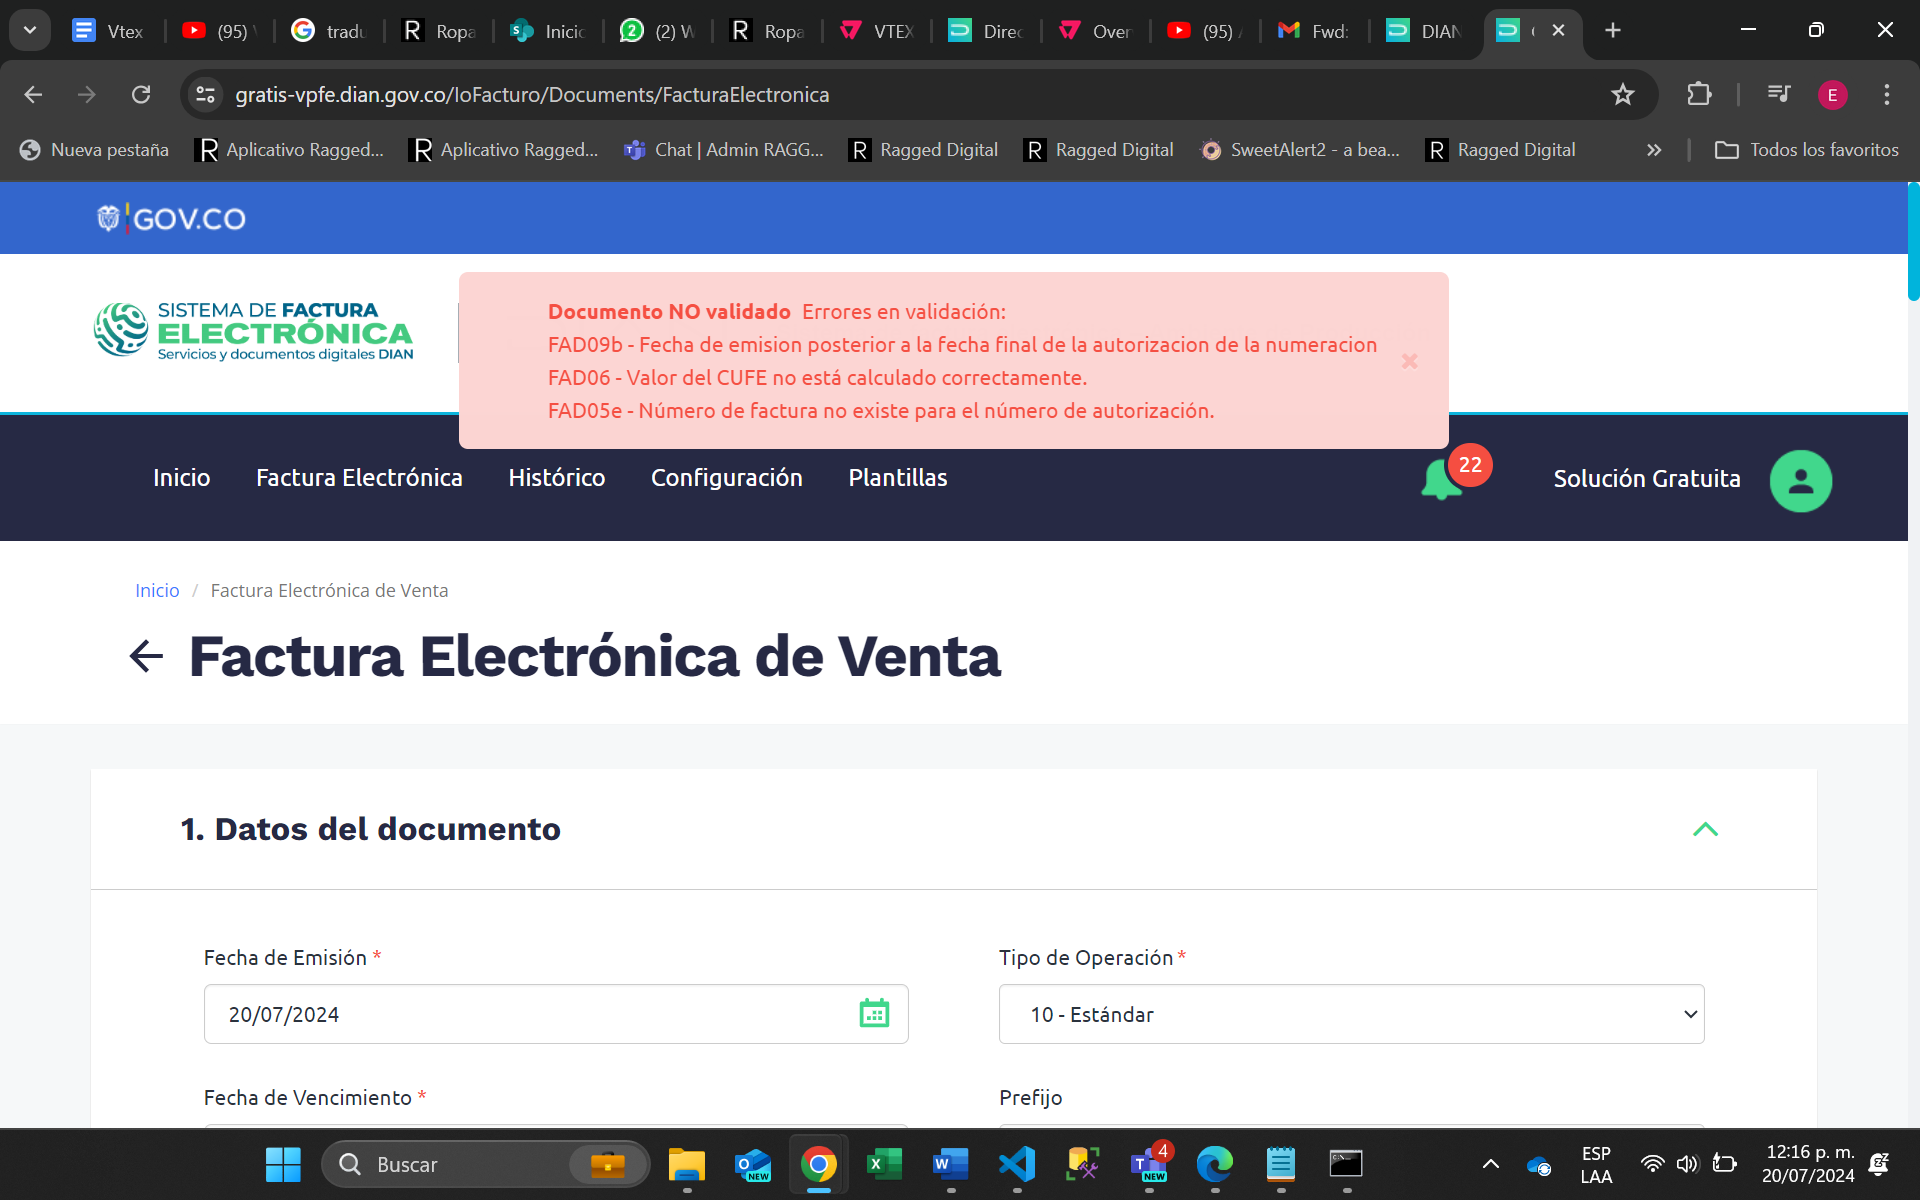 Vtex
(95)
tradu
Ropa
Inicio
(2) W
Ropa
VTEX
Direc
Over
(95)
Fwd:
DIAN
gratis-vpfe.dian.gov.co/IoFacturo/Documents/FacturaElectronica
E
Nueva pestaña
Aplicativo Ragged...
Aplicativo Ragged...
Chat | Admin RAGG...
Ragged Digital
Ragged Digital
SweetAlert2 - a bea...
Ragged Digital
Todos los favoritos
GOV.CO
SISTEMA DE FACTURA
ELECTRÓNICA
Servicios y documentos digitales DIAN
Documento NO validado Errores en validación:
FAD09b - Fecha de emision posterior a la fecha final de la autorizacion de la numeracion
FAD06 - Valor del CUFE no está calculado correctamente.
FAD05e - Número de factura no existe para el número de autorización.
Inicio
Factura Electrónica
Histórico
Configuración
Plantillas
22
Solución Gratuita
Inicio / Factura Electrónica de Venta
Factura Electrónica de Venta
1. Datos del documento
Fecha de Emisión *
Tipo de Operación *
20/07/2024
10 - Estándar
Fecha de Vencimiento *
Prefijo
Buscar
NEW
4
NEW
ESP
LAA
12:16 p. m.
20/07/2024